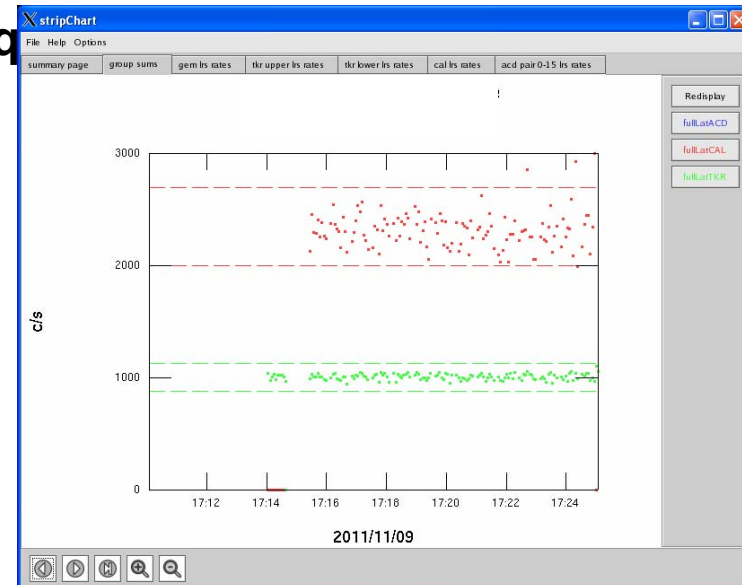 q
stripChart
File Help Options
summary page group sums gem lrs rates tkr upper lrs rates tkr lower lrs rates cal lrs rates acd pair 0-15 lrs rates
Redisplay
fullLatACD
fullLatCAL
fullLatTKR
3000
2000
1000
0
c/s
17:12 17:14 17:16 17:18 17:20 17:22 17:24
2011/11/09